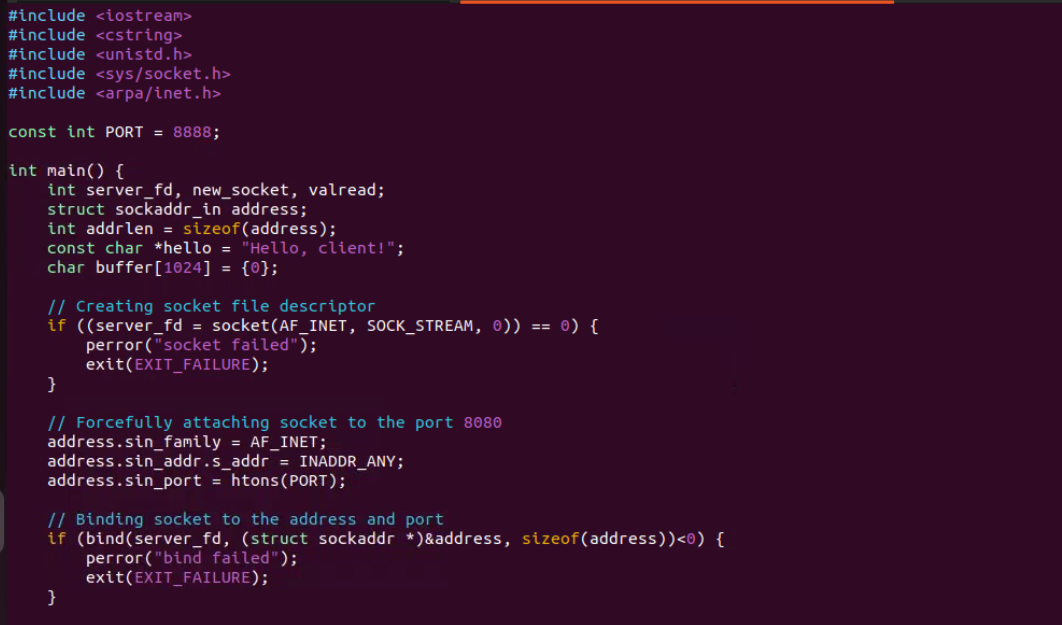 #include <iostream>
#include <cstring>
#include <unistd.h>
#include <sys/socket.h>
#include <arpa/inet.h>
const int PORT = 8888;
int main() {
    int server_fd, new_socket, valread;
    struct sockaddr_in address;
    int addrlen = sizeof(address);
    const char *hello = "Hello, client!";
    char buffer[1024] = {0};
    // Creating socket file descriptor
    if ((server_fd = socket(AF_INET, SOCK_STREAM, 0)) == 0) {
        perror("socket failed");
        exit(EXIT_FAILURE);
    }
    // Forcefully attaching socket to the port 8080
    address.sin_family = AF_INET;
    address.sin_addr.s_addr = INADDR_ANY;
    address.sin_port = htons(PORT);
    // Binding socket to the address and port
    if (bind(server_fd, (struct sockaddr *)&address, sizeof(address))<0) {
        perror("bind failed");
        exit(EXIT_FAILURE);
    }